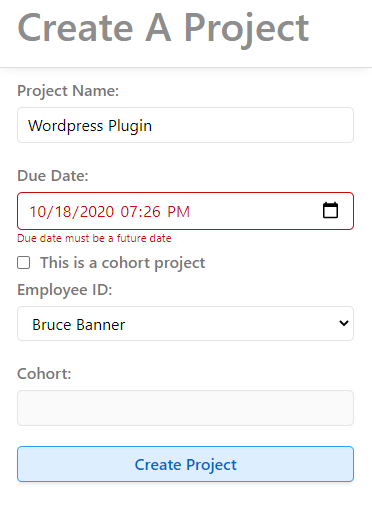 Create A Project
Project Name:
Wordpress Plugin
Due Date:
10/18/2020 07:26 PM
Due date must be a future date
This is a cohort project
Employee ID:
Bruce Banner
Cohort:
Create Project